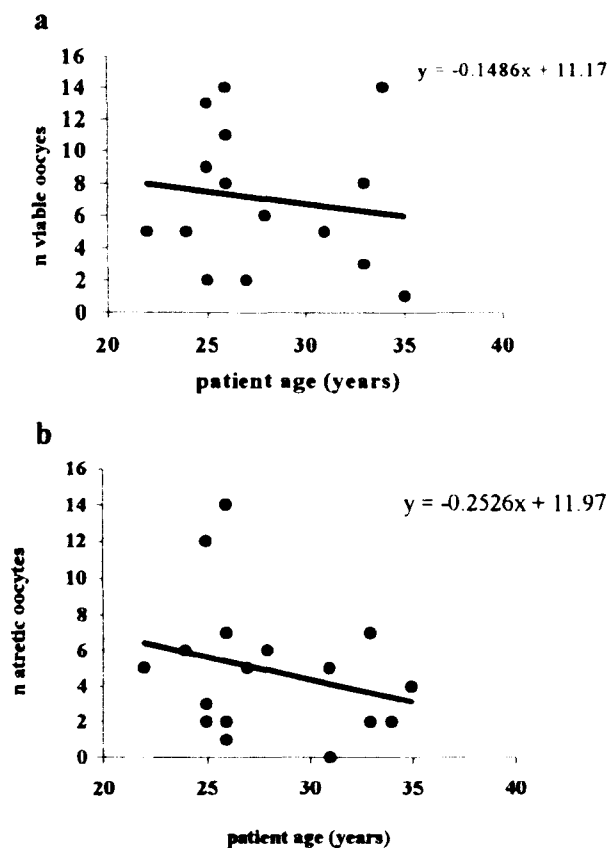 a
y = -0.1486x + 11.17
16
14
12
10
8
6
4
2
0
n viable oocyes
20 25 30 35 40
patient age (years)
b
y = -0.2526x + 11.97
16
14
12
10
8
6
4
2
0
n atretic oocytes
20 25 30 35 40
patient age (years)